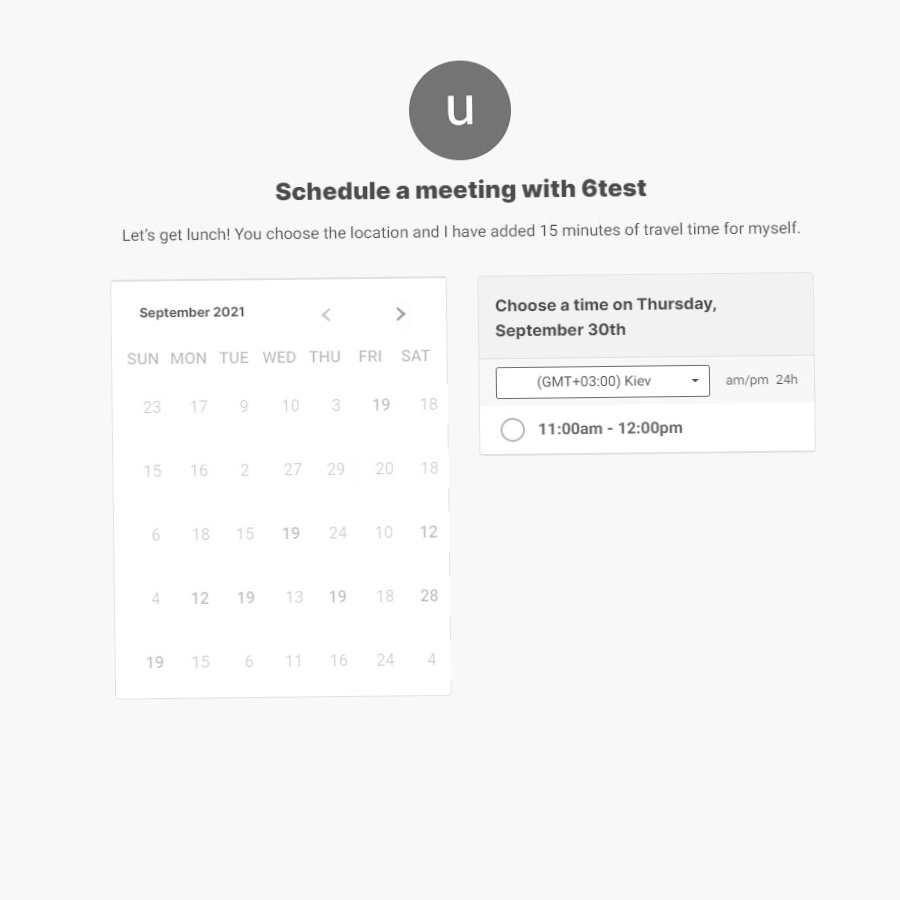 u
Schedule a meeting with 6test
Let's get lunch! You choose the location and I have added 15 minutes of travel time for myself.
September 2021
SUN MON TUE WED THU FRI SAT
23 17 9 10 3 19 18
15 16 2 27 29 20 18
6 18 15 19 24 10 12
4 12 19 13 19 18 28
19 15 6 11 16 24 4
Choose a time on Thursday,
September 30th
(GMT+03:00) Kiev am/pm 24h
11:00am - 12:00pm